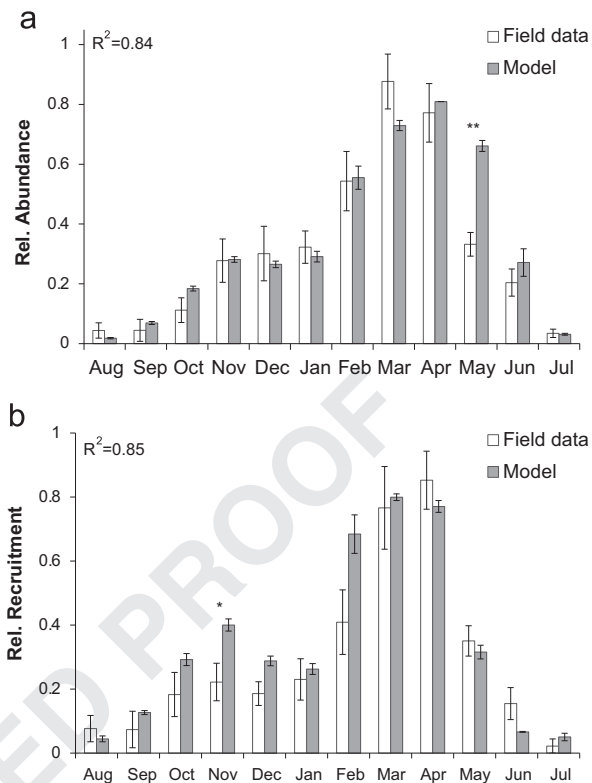 a
R²=0.84
Field data
Model
1
0.8
0.6
0.4
0.2
0
Rel. Abundance
**
Aug Sep Oct Nov Dec Jan Feb Mar Apr May Jun Jul
b
R²=0.85
Field data
Model
1
0.8
0.6
0.4
0.2
0
Rel. Recruitment
*
Aug Sep Oct Nov Dec Jan Feb Mar Apr May Jun Jul
ED PROOF